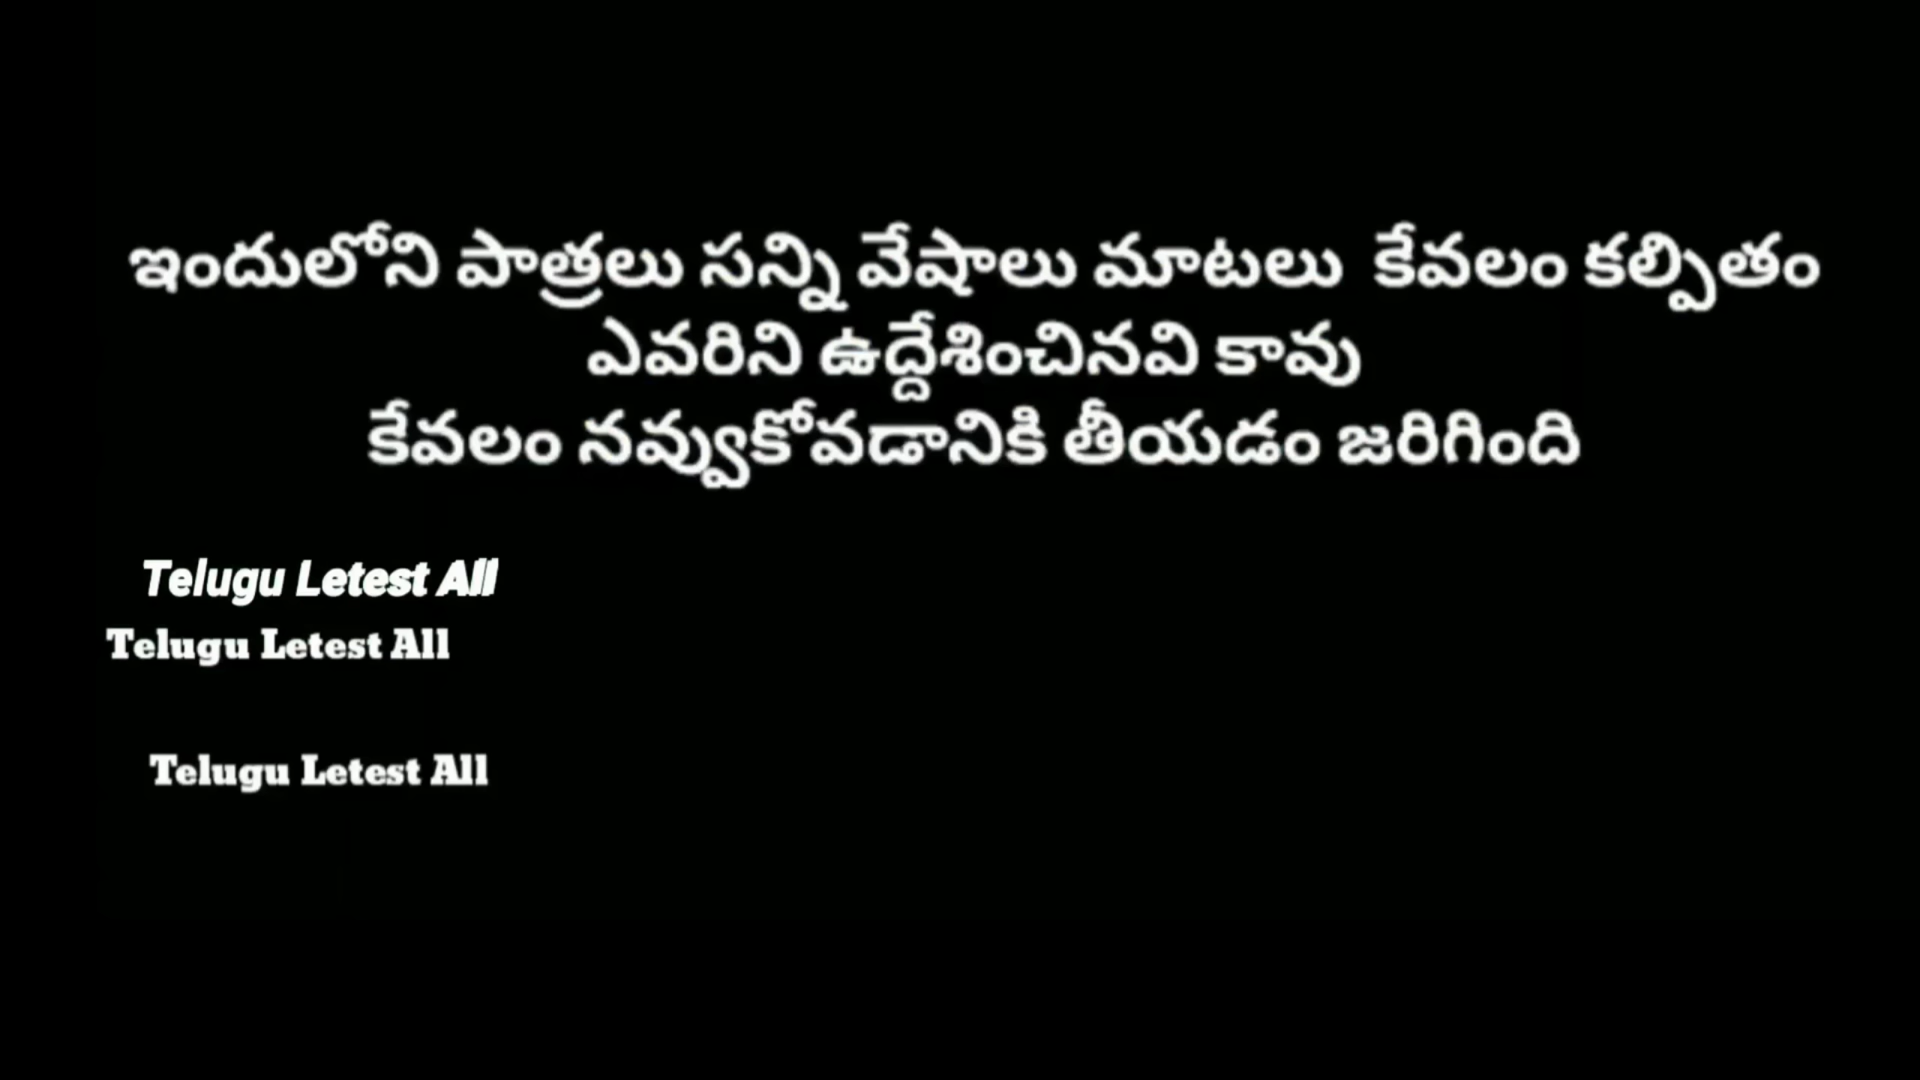 ఇందులోని పాత్రలు సన్ని వేషాలు మాటలు కేవలం కల్పితం
ఎవరిని ఉద్దేశించినవి కావు
కేవలం నవ్వుకోవడానికి తీయడం జరిగింది
Telugu Letest All
Telugu Letest All
Telugu Letest All